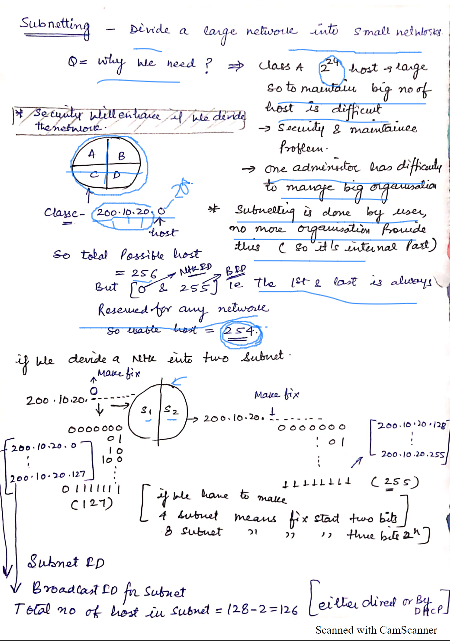 Subnetting - Divide a large network into small networks
Q= why we need? ⇒ Class A 2^24 host → large
so to maintain big no of
host is difficult
* Security will enhance if we divide
the network.
→ Security & maintaince
Problem.
A B
C D
→ one adminstor has difficulty
to manage big organisation
Class C - 200.10.20.0
host
* Subnetting is done by user,
no more organisation Provide
this ( so it is internal Part)
so total Possible host
= 256
But [0 & 255] ie The 1st & last is always
Reserved for any network
so usable host = 254.
if we devide a N/w into two Subnet.
Make fix
0
200.10.20. --------
S1 S2
→ 200.10.20. --------
Make fix
1
0000000
01
10
100
0 1111111
(127)
200.10.20.0
200.10.20.127
0000000
01
1 1111111
(255)
200.10.20.128
200.10.20.255
[if we have to make
4 subnet means fix start two bits
8 subnet " " " three bits 2^n]
Subnet ID
Broadcast ID for Subnet
Total no of host in subnet = 128-2=126 [either direct or By DHCP]
Scanned with CamScanner